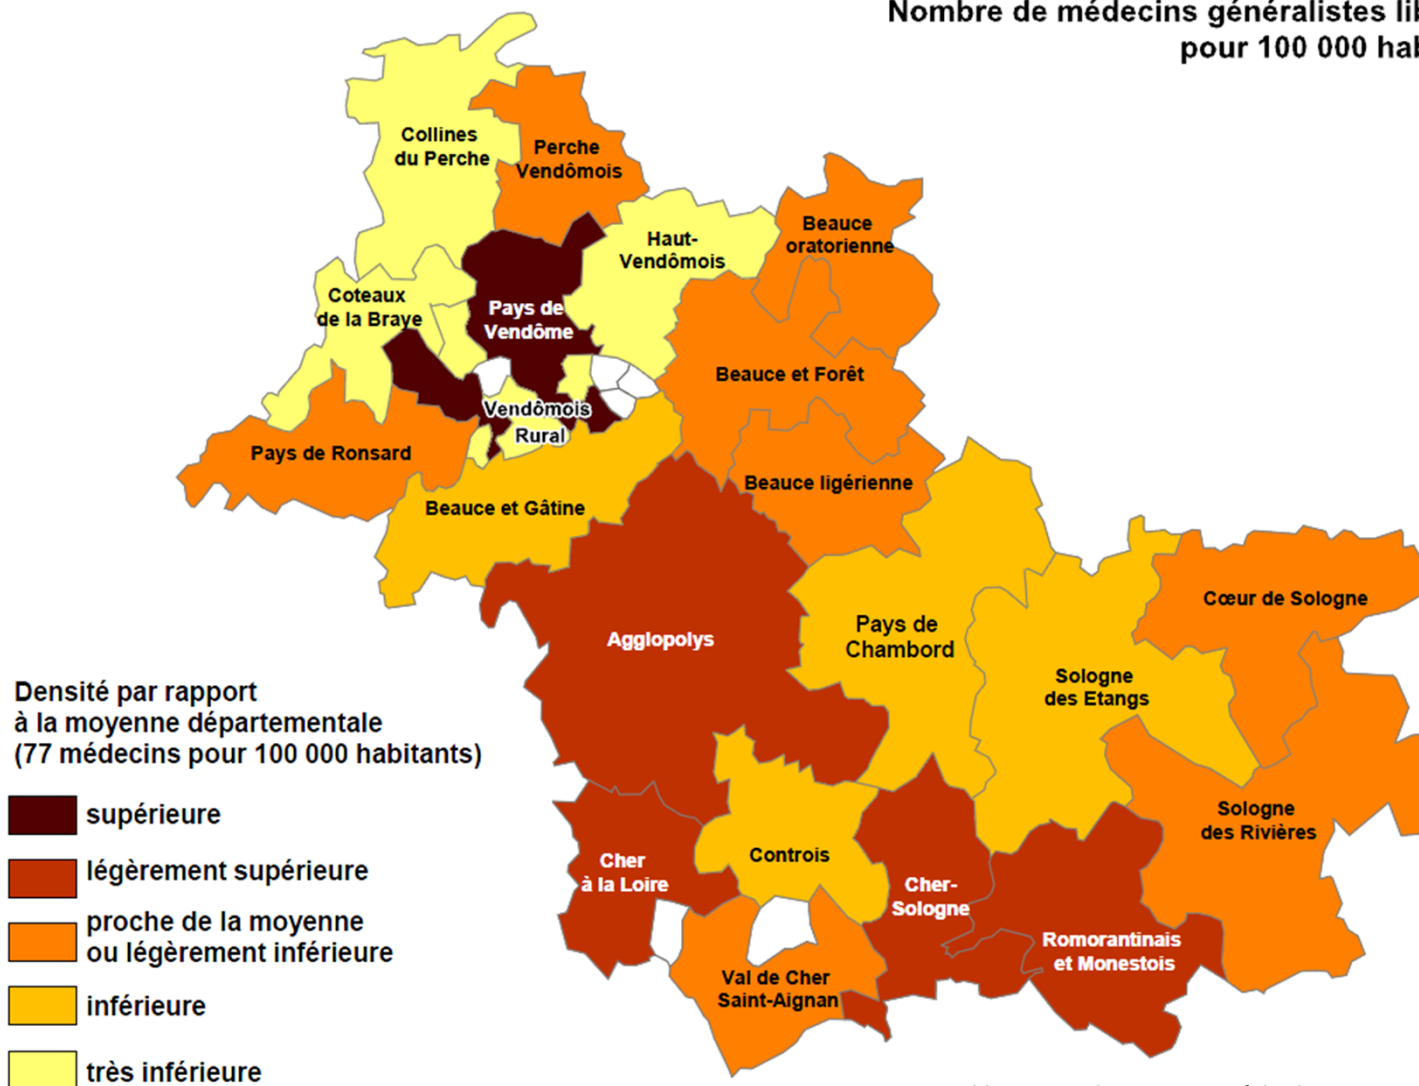 Nombre de médecins généralistes lib
pour 100 000 hab
Collines
du Perche
Perche
Vendômois
Haut-
Vendômois
Beauce
oratorienne
Coteaux
de la Braye
Pays de
Vendôme
Beauce et Forêt
Vendômois
Rural
Pays de Ronsard
Beauce ligérienne
Beauce et Gâtine
Cœur de Sologne
Agglopolys
Pays de
Chambord
Sologne
des Etangs
Densité par rapport
à la moyenne départementale
(77 médecins pour 100 000 habitants)
supérieure
légèrement supérieure
proche de la moyenne
ou légèrement inférieure
inférieure
très inférieure
Sologne
des Rivières
Controis
Cher
à la Loire
Cher-
Sologne
Romorantinais
et Monestois
Val de Cher
Saint-Aignan